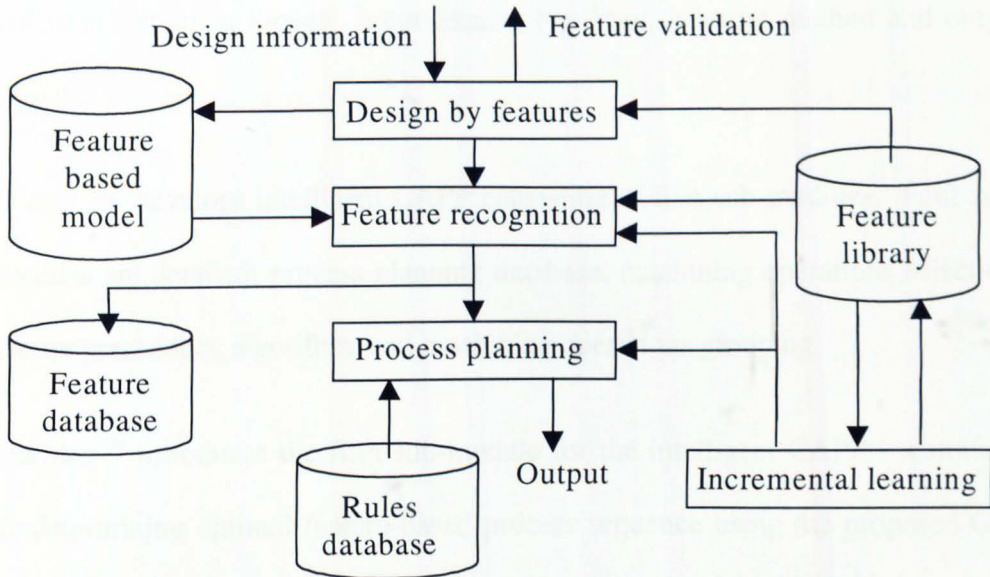 Design information
Feature validation
Design by features
Feature
based
model
Feature recognition
Feature
library
Process planning
Feature
database
Output
Incremental learning
Rules
database